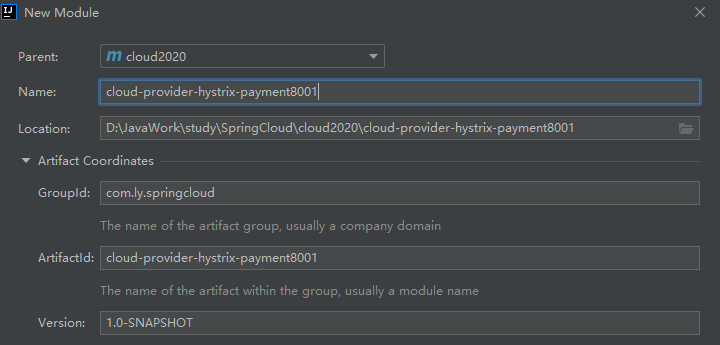 IJ New Module
Parent: m cloud2020
Name: cloud-provider-hystrix-payment8001
Location: D:\JavaWork\study\SpringCloud\cloud2020\cloud-provider-hystrix-payment8001
Artifact Coordinates
GroupId: com.ly.springcloud
The name of the artifact group, usually a company domain
ArtifactId: cloud-provider-hystrix-payment8001
The name of the artifact within the group, usually a module name
Version: 1.0-SNAPSHOT